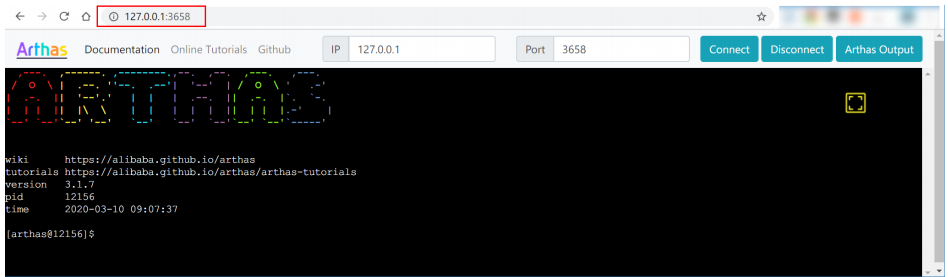 127.0.0.1:3658
Arthas Documentation Online Tutorials Github IP 127.0.0.1 Port 3658 Connect Disconnect Arthas Output
ARTHAS
wiki https://alibaba.github.io/arthas
tutorials https://alibaba.github.io/arthas/arthas-tutorials
version 3.1.7
pid 12156
time 2020-03-10 09:07:37
[arthas@12156]$